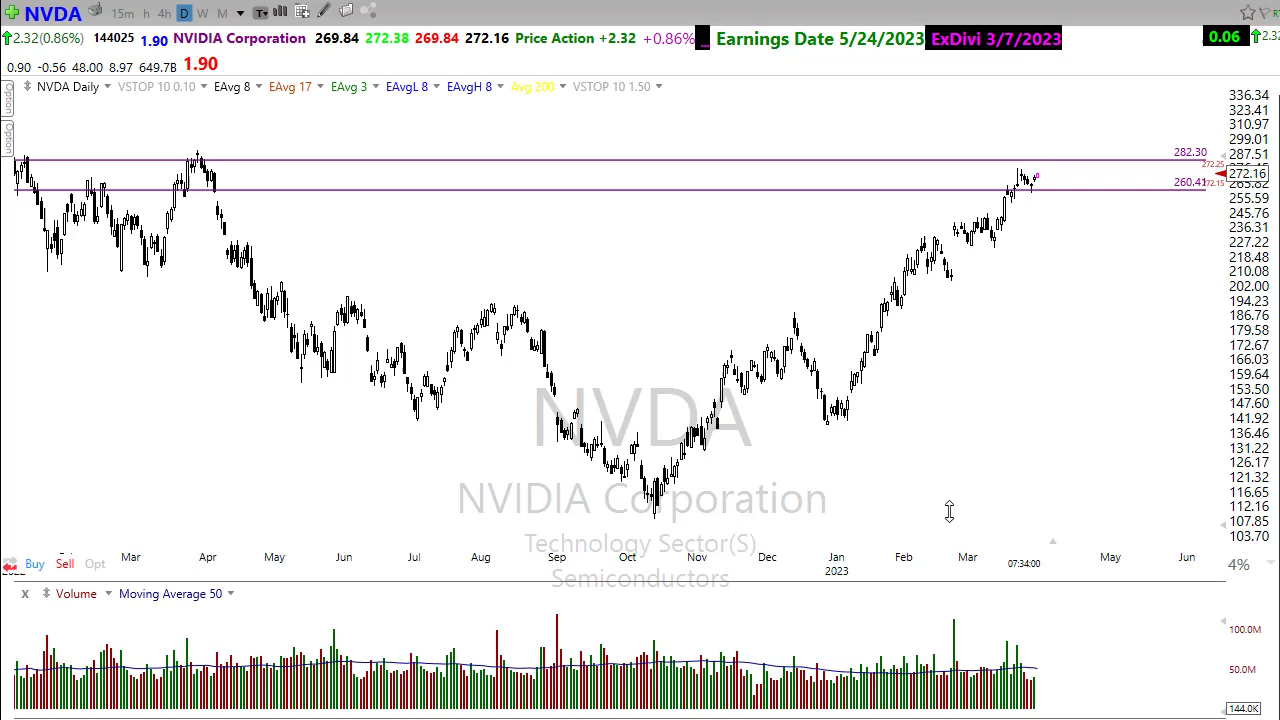 NVDA 15m h 4h D W M T
2.32(0.86%) 144025 1.90 NVIDIA Corporation 269.84 272.38 269.84 272.16 Price Action +2.32 +0.86% ... Earnings Date 5/24/2023 ExDivi 3/7/2023 0.06
0.90 -0.56 48.00 8.97 649.7B 1.90
NVDA Daily VSTOP 10 0.10 EAvg 8 EAvg 17 EAvg 3 EAvgL 8 EAvgH 8 Avg 200 VSTOP 10 1.50
Option
Option
336.34
323.41
310.97
299.01
282.30
287.51
272.25
272.16
260.41
272.15
265.62
255.59
245.76
236.31
227.22
218.48
210.08
202.00
194.23
186.76
179.58
172.67
166.03
159.64
153.50
147.60
141.92
136.46
131.22
126.17
121.32
116.65
112.16
107.85
103.70
NVDA
NVIDIA Corporation
Technology Sector(S)
Semiconductors
Mar Apr May Jun Jul Aug Sep Oct Nov Dec Jan Feb Mar May Jun
Buy Sell Opt 2023 07:34:00 4%
x Volume Moving Average 50
100.0M
50.0M
144.0K